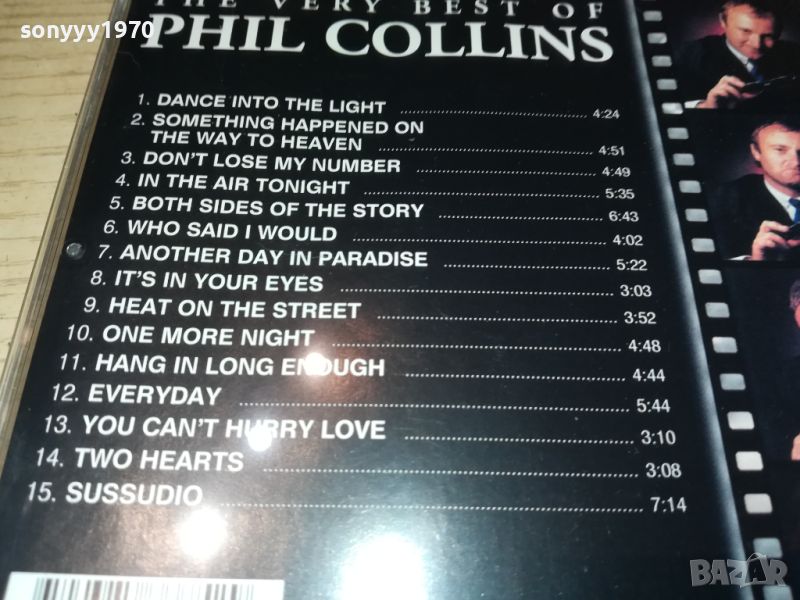 sonyyy1970
THE VERY BEST OF
PHIL COLLINS
1. DANCE INTO THE LIGHT 4:24
2. SOMETHING HAPPENED ON
THE WAY TO HEAVEN 4:51
3. DON'T LOSE MY NUMBER 4:49
4. IN THE AIR TONIGHT 5:35
5. BOTH SIDES OF THE STORY 6:43
6. WHO SAID I WOULD 4:02
7. ANOTHER DAY IN PARADISE 5:22
8. IT'S IN YOUR EYES 3:03
9. HEAT ON THE STREET 3:52
10. ONE MORE NIGHT 4:48
11. HANG IN LONG ENOUGH 4:44
12. EVERYDAY 5:44
13. YOU CAN'T HURRY LOVE 3:10
14. TWO HEARTS 3:08
15. SUSSUDIO 7:14
BAZAR